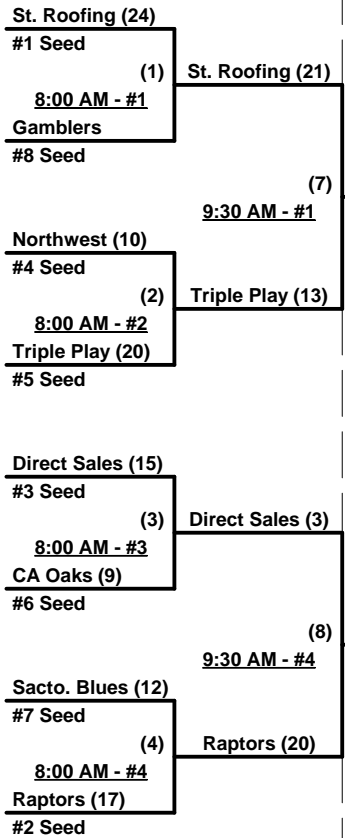 St. Roofing (24)
#1 Seed
(1)
8:00 AM - #1
Gamblers
#8 Seed
St. Roofing (21)
(7)
9:30 AM - #1
Northwest (10)
#4 Seed
(2)
8:00 AM - #2
Triple Play (20)
#5 Seed
Triple Play (13)
Direct Sales (15)
#3 Seed
(3)
8:00 AM - #3
CA Oaks (9)
#6 Seed
Direct Sales (3)
(8)
9:30 AM - #4
Sacto. Blues (12)
#7 Seed
(4)
8:00 AM - #4
Raptors (17)
#2 Seed
Raptors (20)